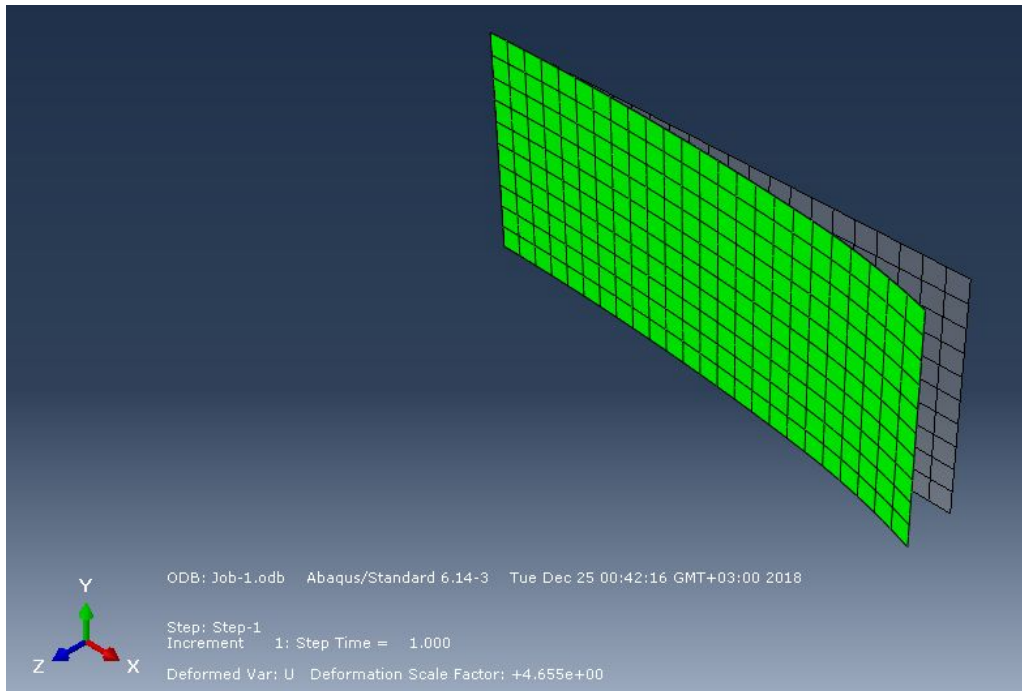 ODB: Job-1.odb    Abaqus/Standard 6.14-3    Tue Dec 25 00:42:16 GMT+03:00 2018
Y
Step: Step-1
Increment      1: Step Time =    1.000
Z
X
Deformed Var: U   Deformation Scale Factor: +4.655e+00